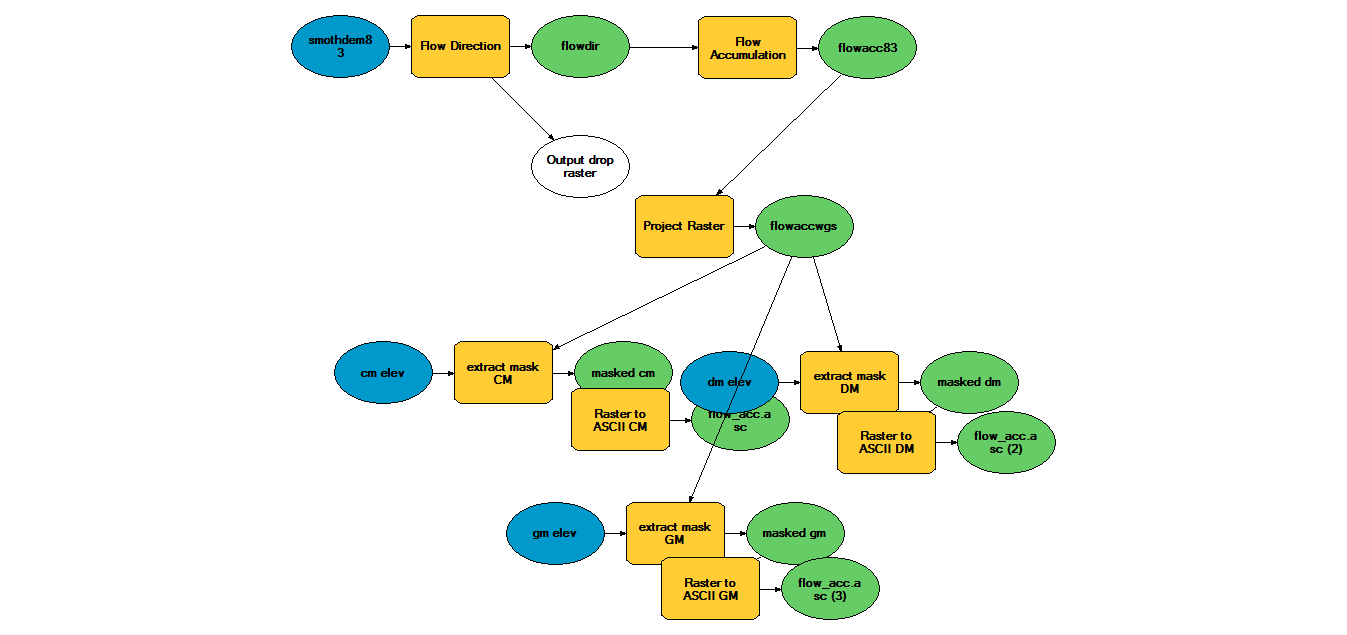 smothdem8
3
Flow Direction
flowdir
Flow
Accumulation
flowacc83
Output drop
raster
Project Raster
flowaccwgs
cm elev
extract mask
CM
masked cm
dm elev
extract mask
DM
masked dm
Raster to
ASCII CM
flow_acc.a
sc
Raster to
ASCII DM
flow_acc.a
sc (2)
gm elev
extract mask
GM
masked gm
Raster to
ASCII GM
flow_acc.a
sc (3)